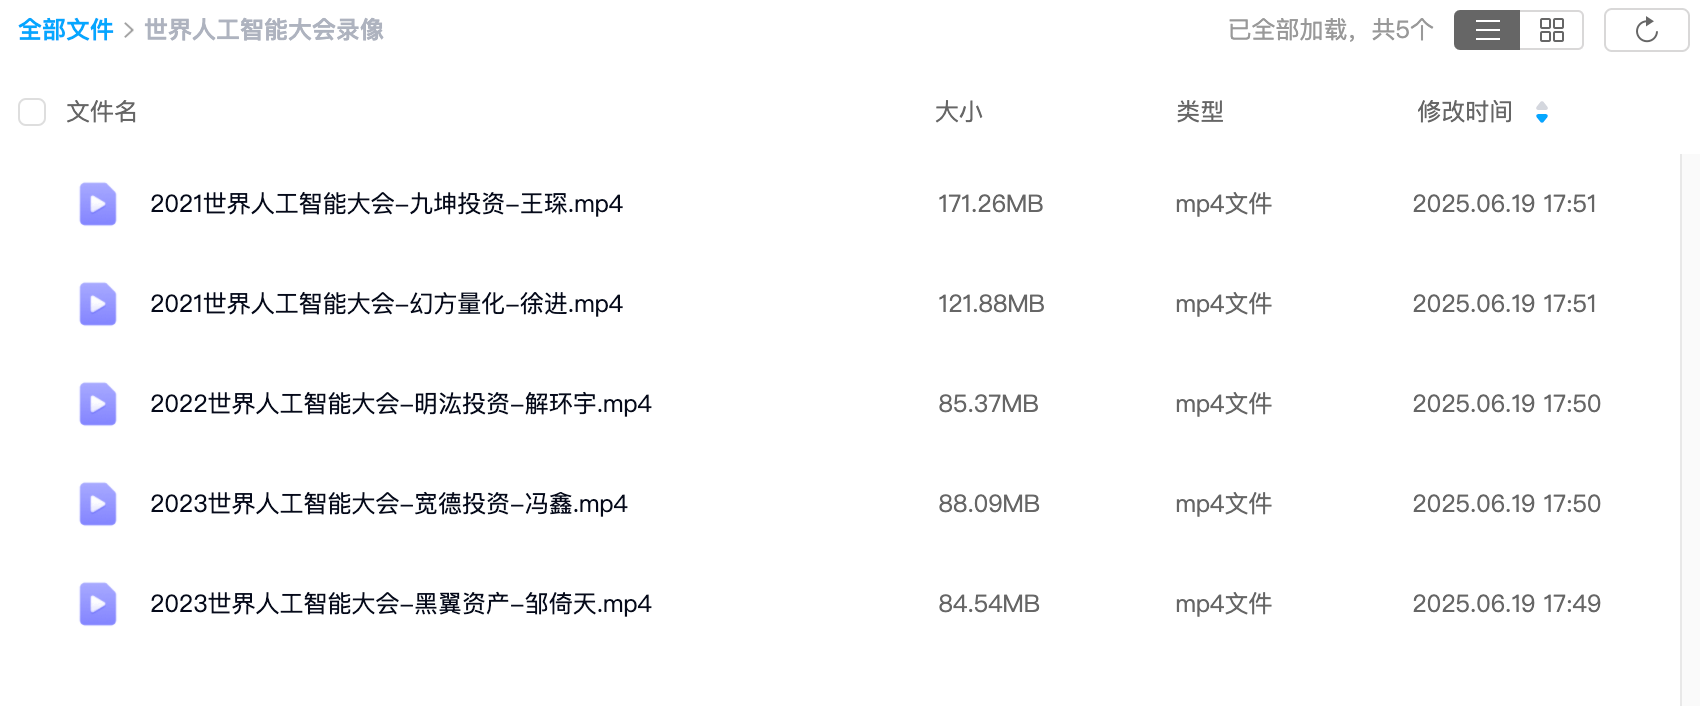 全部文件 > 世界人工智能大会录像 已全部加载，共5个
文件名 大小 类型 修改时间
2021世界人工智能大会-九坤投资-王琛.mp4 171.26MB mp4文件 2025.06.19 17:51
2021世界人工智能大会-幻方量化-徐进.mp4 121.88MB mp4文件 2025.06.19 17:51
2022世界人工智能大会-明汯投资-解环宇.mp4 85.37MB mp4文件 2025.06.19 17:50
2023世界人工智能大会-宽德投资-冯鑫.mp4 88.09MB mp4文件 2025.06.19 17:50
2023世界人工智能大会-黑翼资产-邹倚天.mp4 84.54MB mp4文件 2025.06.19 17:49